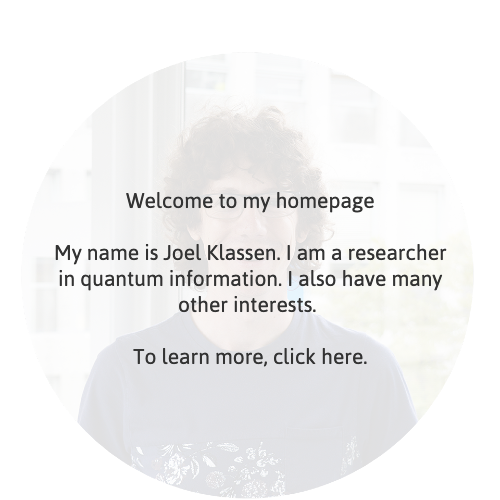 Welcome to my homepage
My name is Joel Klassen. I am a researcher
in quantum information. I also have many
other interests.
To learn more, click here.